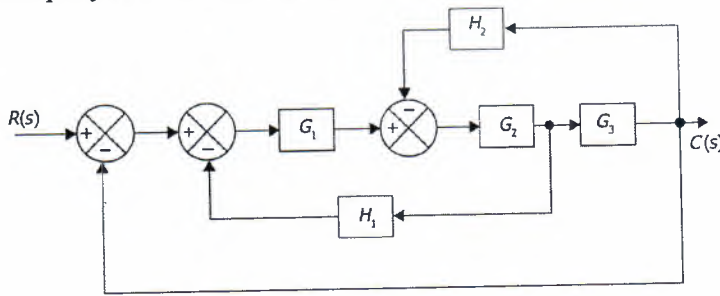 H₂
R(s)
+
−
+
−
G₁
+
−
G₂
G₃
C(s)
H₁